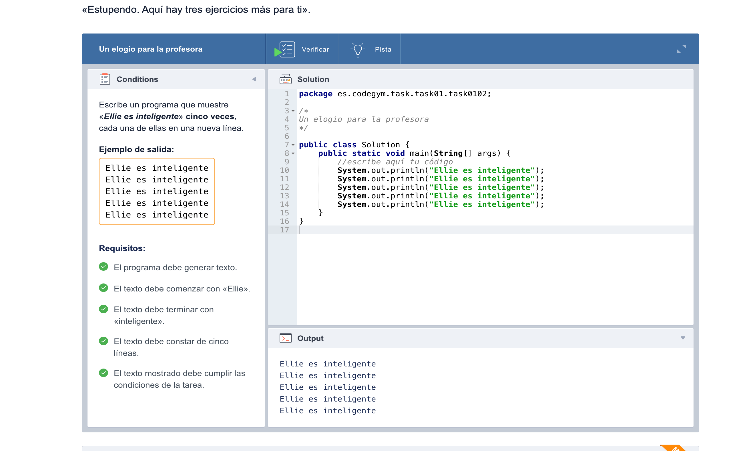 «Estupendo. Aquí hay tres ejercicios más para ti».
Un elogio para la profesora
Verificar
Pista
Conditions
Escribe un programa que muestre
«Ellie es inteligente» cinco veces,
cada una de ellas en una nueva línea.
Ejemplo de salida:
Ellie es inteligente
Ellie es inteligente
Ellie es inteligente
Ellie es inteligente
Ellie es inteligente
Requisitos:
El programa debe generar texto.
El texto debe comenzar con «Ellie».
El texto debe terminar con
«inteligente».
El texto debe constar de cinco
líneas.
El texto mostrado debe cumplir las
condiciones de la tarea.
Solution
1 package es.codegym.task.task01.task0102;
2
3 /*
4 Un elogio para la profesora
5 */
6
7 public class Solution {
8     public static void main(String[] args) {
9         //escribe aquí tu código
10         System.out.println("Ellie es inteligente");
11         System.out.println("Ellie es inteligente");
12         System.out.println("Ellie es inteligente");
13         System.out.println("Ellie es inteligente");
14         System.out.println("Ellie es inteligente");
15     }
16 }
17
Output
Ellie es inteligente
Ellie es inteligente
Ellie es inteligente
Ellie es inteligente
Ellie es inteligente